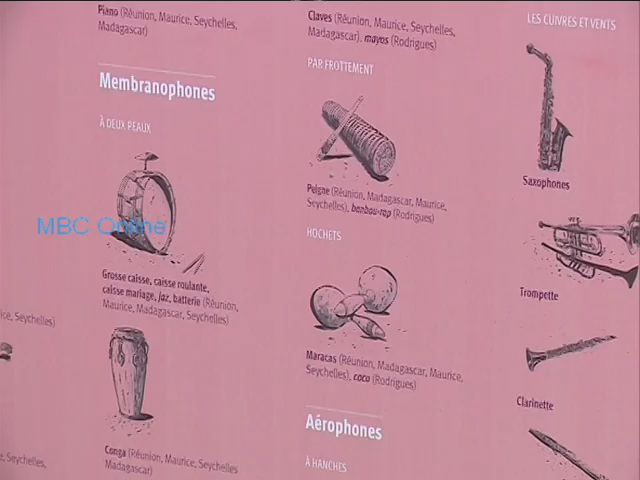 ice, Seychelles)
e, Seychelles,
Piano (Réunion, Maurice, Seychelles,
Madagascar)
Membranophones
À DEUX PEAUX
MBC Online
Grosse caisse, caisse roulante,
caisse mariage, jaz, batterie (Réunion,
Maurice, Madagascar, Seychelles)
Conga (Réunion, Maurice, Seychelles
Madagascar)
Claves (Réunion, Maurice, Seychelles,
Madagascar), mayos (Rodrigues)
PAR FROTTEMENT
Peigne (Réunion, Madagascar, Maurice,
Seychelles), bambou-rap (Rodrigues)
HOCHETS
Maracas (Réunion, Madagascar, Maurice,
Seychelles), coco (Rodrigues)
Aérophones
À HANCHES
LES CUIVRES ET VENTS
Saxophones
Trompette
Clarinette